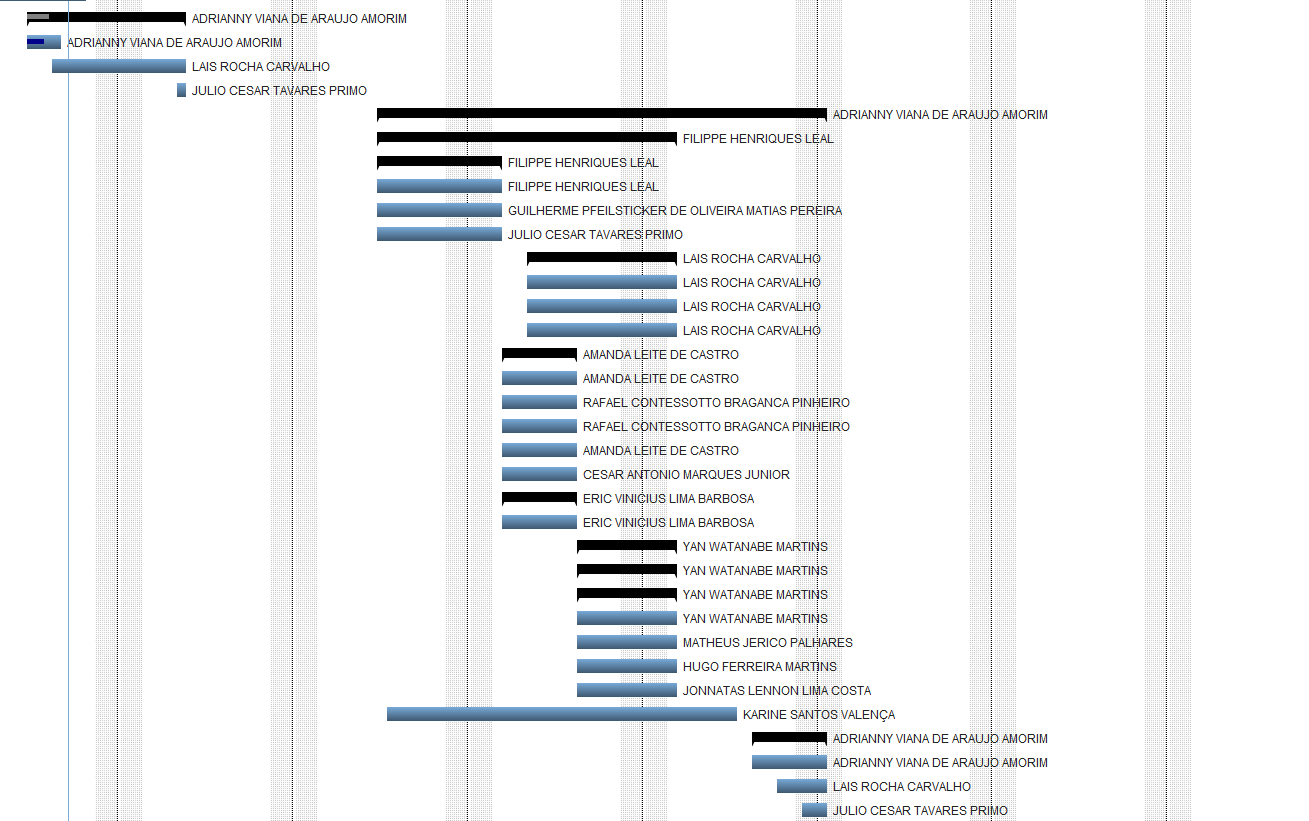 ADRIANNY VIANA DE ARAUJO AMORIM
ADRIANNY VIANA DE ARAUJO AMORIM
LAIS ROCHA CARVALHO
JULIO CESAR TAVARES PRIMO
ADRIANNY VIANA DE ARAUJO AMORIM
FILIPPE HENRIQUES LEAL
FILIPPE HENRIQUES LEAL
FILIPPE HENRIQUES LEAL
GUILHERME PFEILSTICKER DE OLIVEIRA MATIAS PEREIRA
JULIO CESAR TAVARES PRIMO
LAIS ROCHA CARVALHO
LAIS ROCHA CARVALHO
LAIS ROCHA CARVALHO
LAIS ROCHA CARVALHO
AMANDA LEITE DE CASTRO
AMANDA LEITE DE CASTRO
RAFAEL CONTESSOTTO BRAGANCA PINHEIRO
RAFAEL CONTESSOTTO BRAGANCA PINHEIRO
AMANDA LEITE DE CASTRO
CESAR ANTONIO MARQUES JUNIOR
ERIC VINICIUS LIMA BARBOSA
ERIC VINICIUS LIMA BARBOSA
YAN WATANABE MARTINS
YAN WATANABE MARTINS
YAN WATANABE MARTINS
YAN WATANABE MARTINS
MATHEUS JERICO PALHARES
HUGO FERREIRA MARTINS
JONNATAS LENNON LIMA COSTA
KARINE SANTOS VALENÇA
ADRIANNY VIANA DE ARAUJO AMORIM
ADRIANNY VIANA DE ARAUJO AMORIM
LAIS ROCHA CARVALHO
JULIO CESAR TAVARES PRIMO